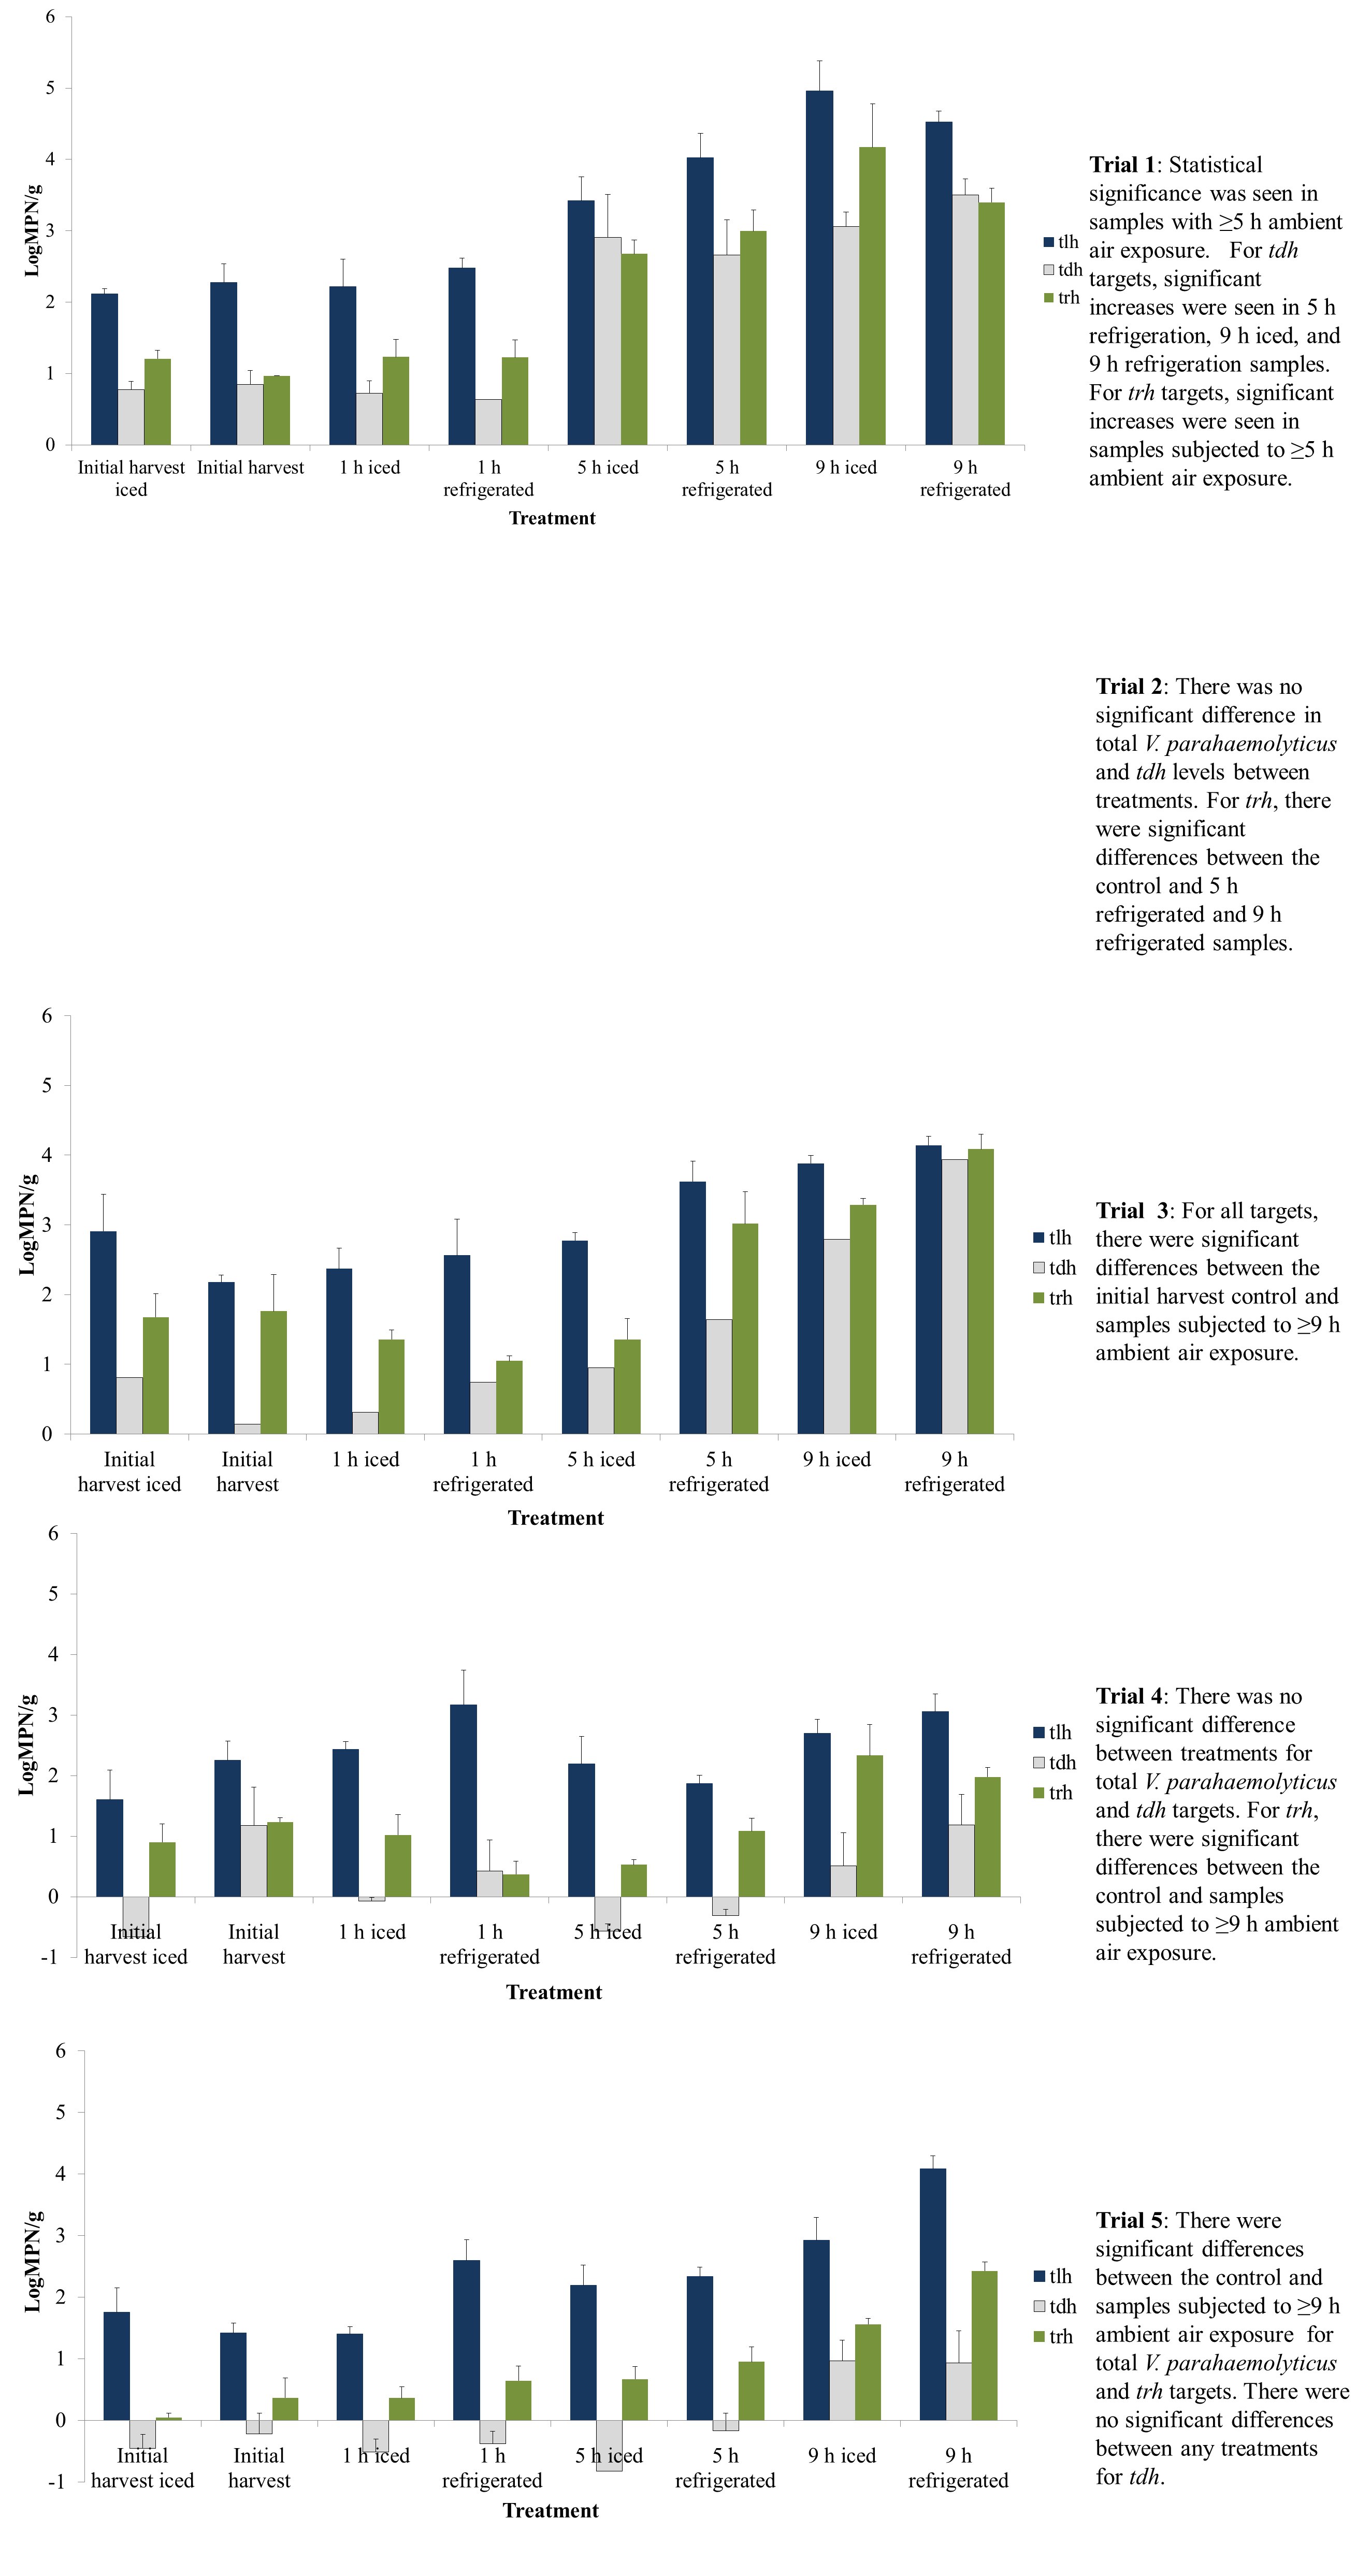 6
5
4
3
2
1
0
LogMPN/g
Initial harvest
iced
Initial harvest
1 h iced
1 h
refrigerated
5 h iced
5 h
refrigerated
9 h iced
9 h
refrigerated
Treatment
tlh
tdh
trh
Trial 1: Statistical
significance was seen in
samples with ≥5 h ambient
air exposure. For tdh
targets, significant
increases were seen in 5 h
refrigeration, 9 h iced, and
9 h refrigeration samples.
For trh targets, significant
increases were seen in
samples subjected to ≥5 h
ambient air exposure.
Trial 2: There was no
significant difference in
total V. parahaemolyticus
and tdh levels between
treatments. For trh, there
were significant
differences between the
control and 5 h
refrigerated and 9 h
refrigerated samples.
6
5
4
3
2
1
0
LogMPN/g
Initial
harvest iced
Initial
harvest
1 h iced
1 h
refrigerated
5 h iced
5 h
refrigerated
9 h iced
9 h
refrigerated
Treatment
tlh
tdh
trh
Trial 3: For all targets,
there were significant
differences between the
initial harvest control and
samples subjected to ≥9 h
ambient air exposure.
6
5
4
3
2
1
0
-1
LogMPN/g
Initial
harvest iced
Initial
harvest
1 h iced
1 h
refrigerated
5 h iced
5 h
refrigerated
9 h iced
9 h
refrigerated
Treatment
tlh
tdh
trh
Trial 4: There was no
significant difference
between treatments for
total V. parahaemolyticus
and tdh targets. For trh,
there were significant
differences between the
control and samples
subjected to ≥9 h ambient
air exposure.
6
5
4
3
2
1
0
-1
LogMPN/g
Initial
harvest iced
Initial
harvest
1 h iced
1 h
refrigerated
5 h iced
5 h
refrigerated
9 h iced
9 h
refrigerated
Treatment
tlh
tdh
trh
Trial 5: There were
significant differences
between the control and
samples subjected to ≥9 h
ambient air exposure for
total V. parahaemolyticus
and trh targets. There were
no significant differences
between any treatments
for tdh.